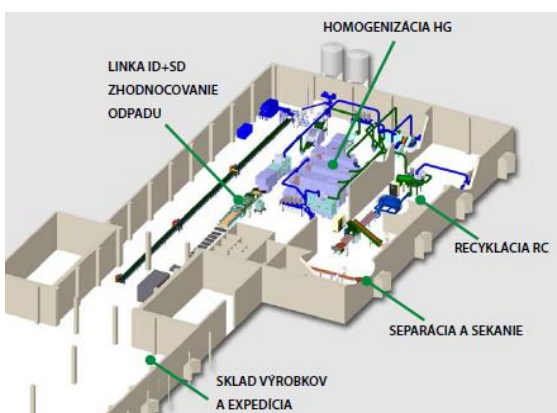 HOMOGENIZÁCIA HG
LINKA ID+SD
ZHODNOCOVANIE
ODPADU
RECYKLÁCIA RC
SEPARÁCIA A SEKANIE
SKLAD VÝROBKOV
A EXPEDÍCIA